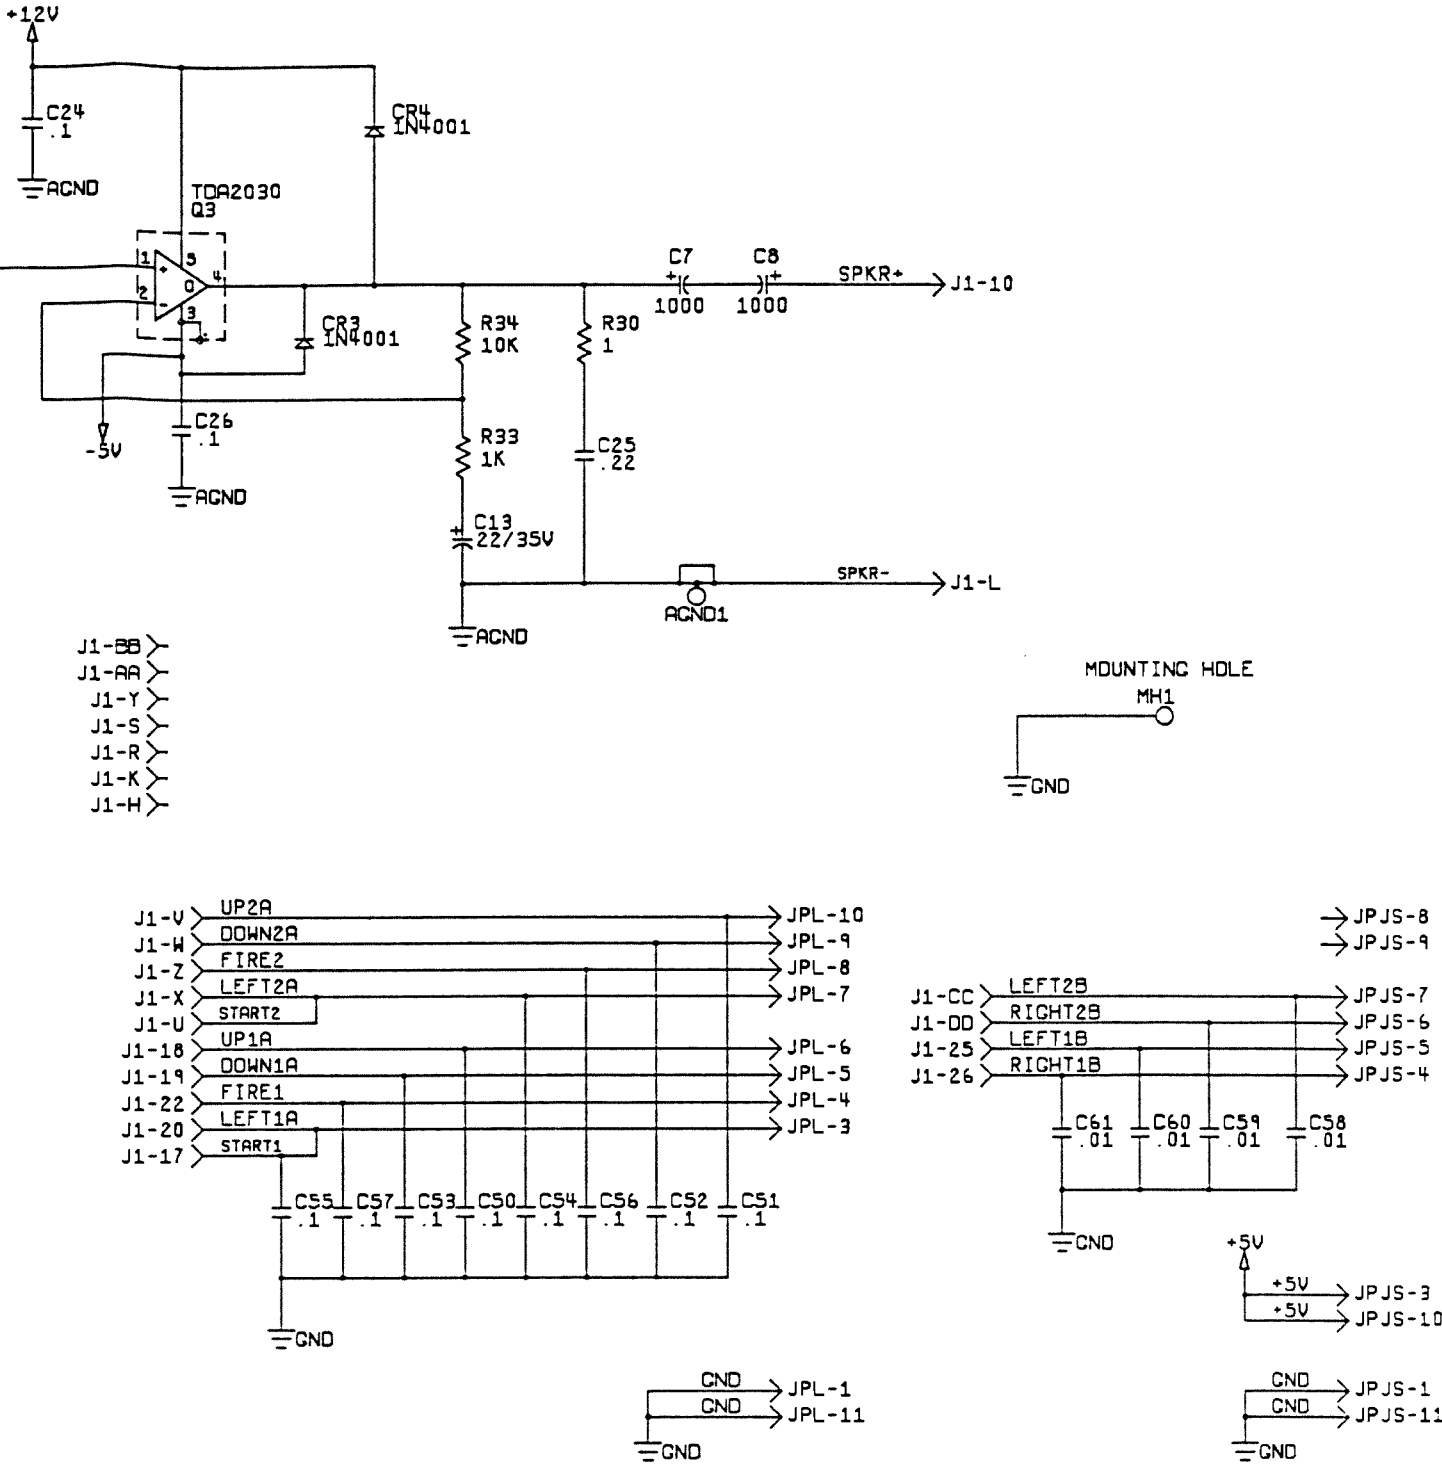 +12V
C24
.1
AGND
CR4
1N4001
TDA2030
Q3
1
+
5
2
-
Q
4
3
CR3
1N4001
-5V
C26
.1
AGND
R34
10K
R33
1K
C13
+
22/35V
AGND
R30
1
C25
.22
C7
+
1000
C8
+
1000
SPKR+
J1-10
SPKR-
J1-L
AGND1
J1-BB
J1-AA
J1-Y
J1-S
J1-R
J1-K
J1-H
MOUNTING HOLE
MH1
GND
J1-V UP2A JPL-10
J1-W DOWN2A JPL-9
J1-Z FIRE2 JPL-8
J1-X LEFT2A JPL-7
J1-U START2
J1-18 UP1A JPL-6
J1-19 DOWN1A JPL-5
J1-22 FIRE1 JPL-4
J1-20 LEFT1A JPL-3
J1-17 START1
C55 C57 C53 C50 C54 C56 C52 C51
.1 .1 .1 .1 .1 .1 .1 .1
GND
GND JPL-1
GND JPL-11
GND
JPJS-8
JPJS-9
J1-CC LEFT2B JPJS-7
J1-DD RIGHT2B JPJS-6
J1-25 LEFT1B JPJS-5
J1-26 RIGHT1B JPJS-4
C61 C60 C59 C58
.01 .01 .01 .01
GND
+5V
+5V JPJS-3
+5V JPJS-10
GND JPJS-1
GND JPJS-11
GND